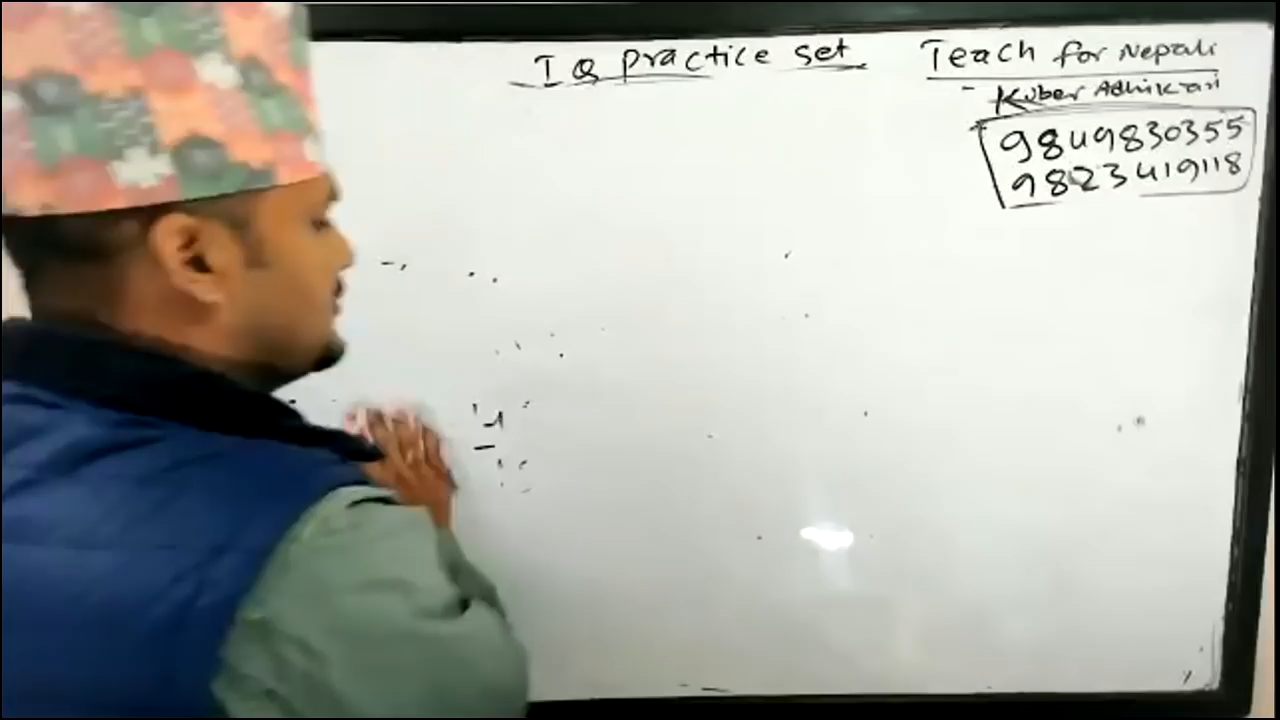 IQ practice set
Teach for Nepali
- Kuber Adhikari
9849830355
9823419118